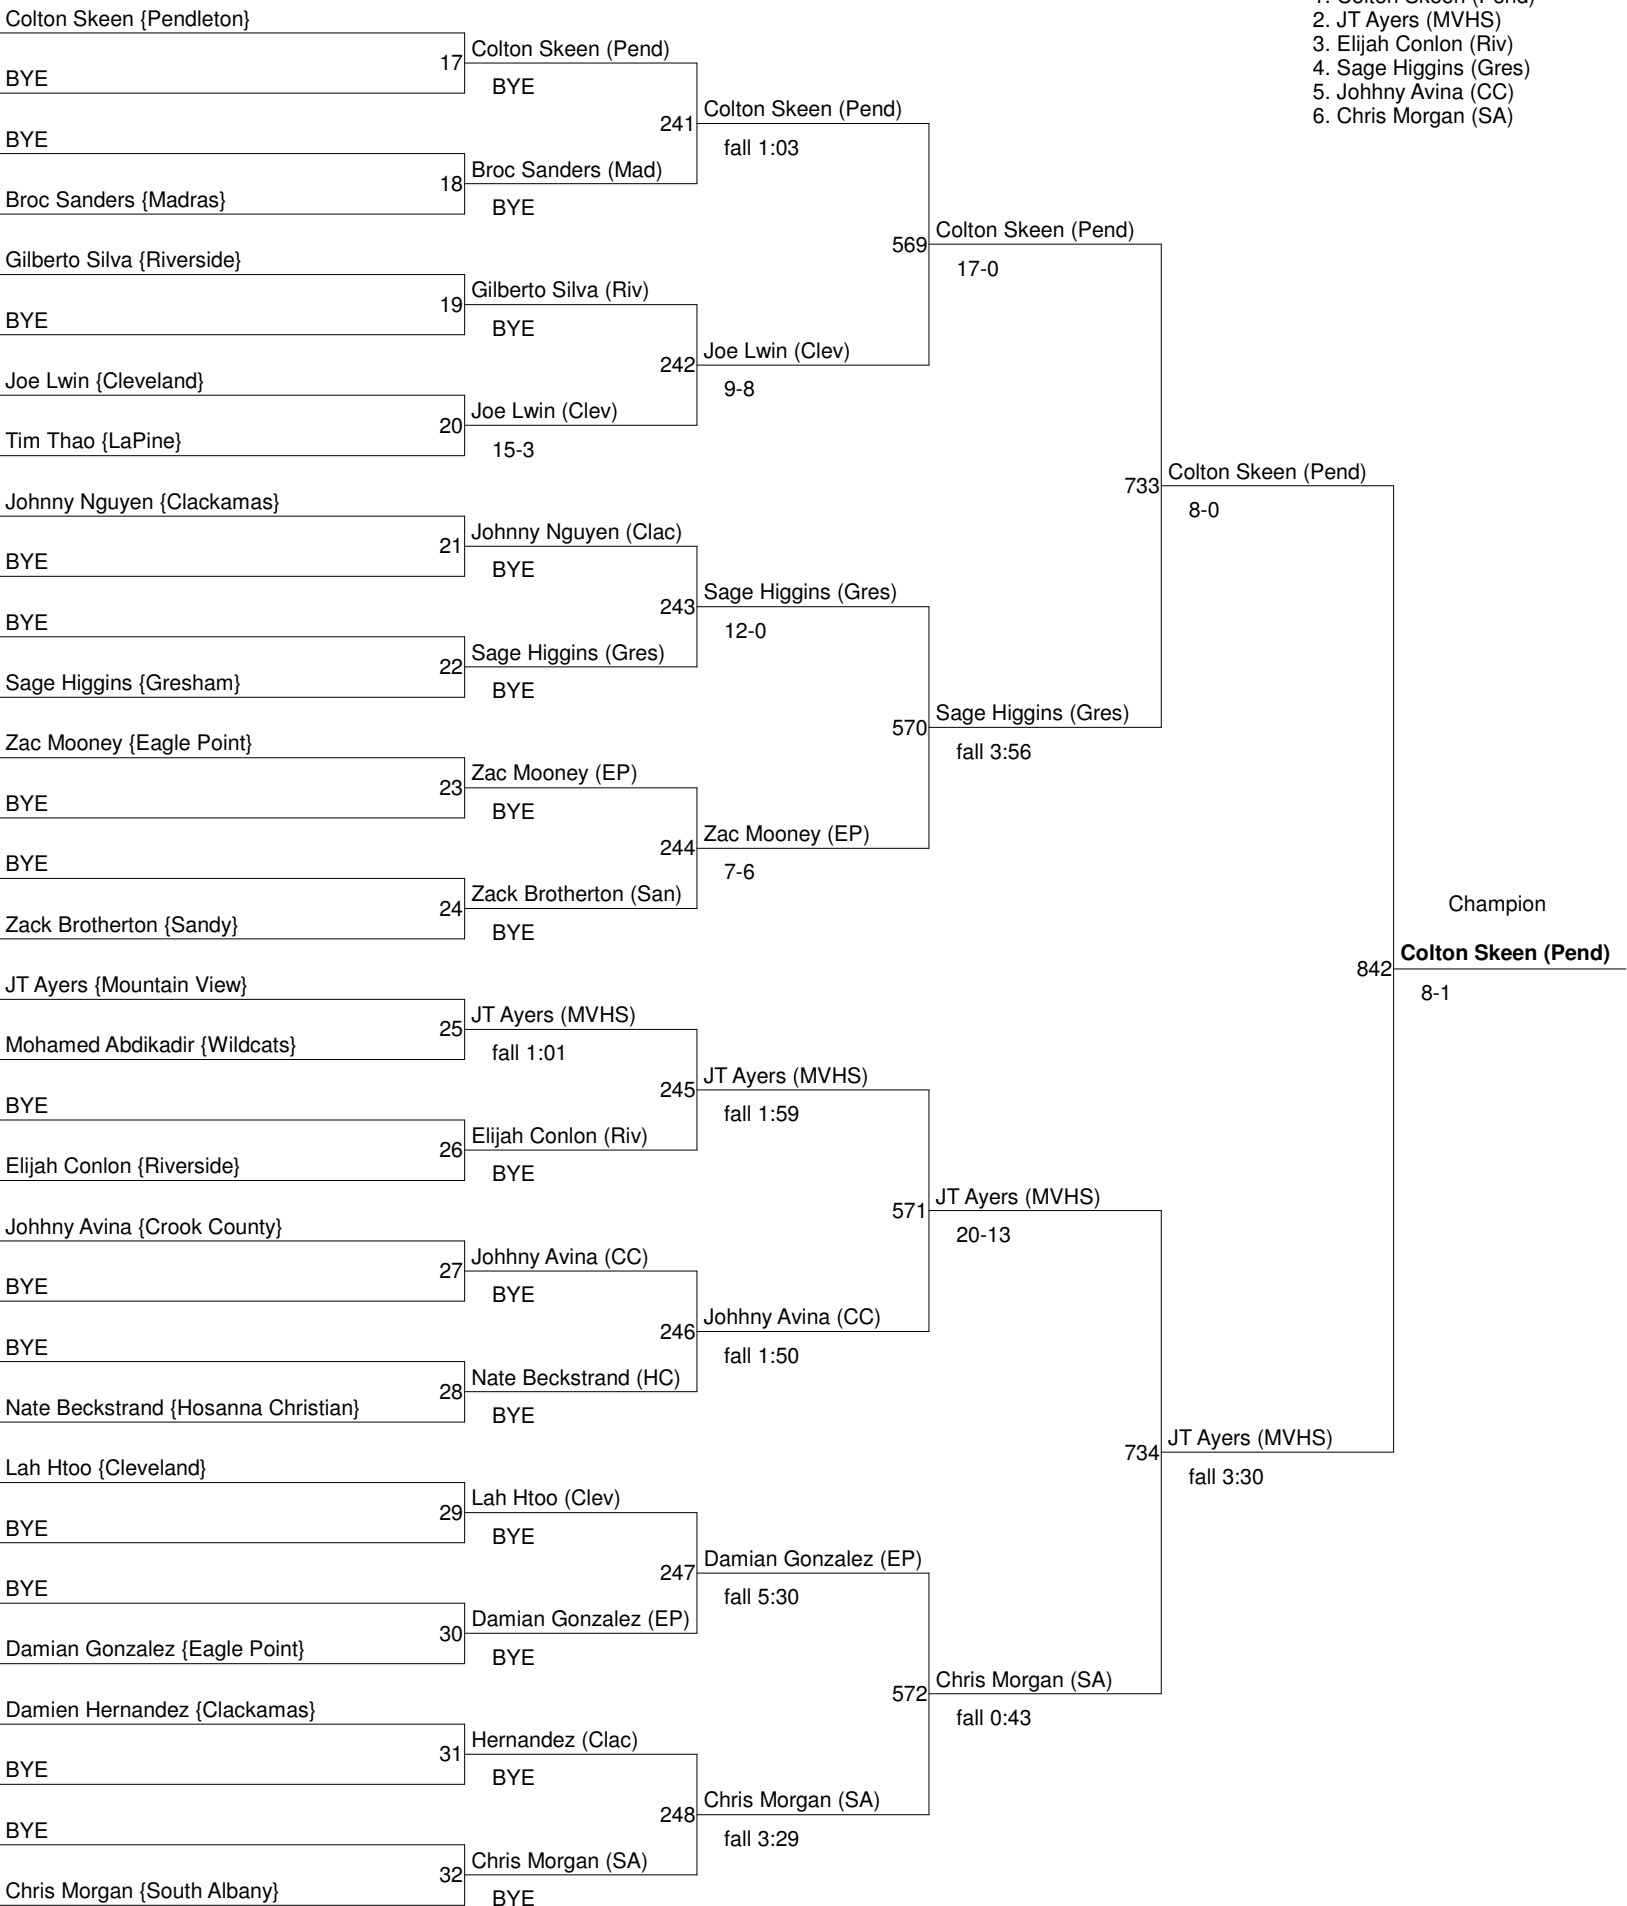 Colton Skeen {Pendleton}
BYE
BYE
Broc Sanders {Madras}
Gilberto Silva {Riverside}
BYE
Joe Lwin {Cleveland}
Tim Thao {LaPine}
Johnny Nguyen {Clackamas}
BYE
BYE
Sage Higgins {Gresham}
Zac Mooney {Eagle Point}
BYE
BYE
Zack Brotherton {Sandy}
JT Ayers {Mountain View}
Mohamed Abdikadir {Wildcats}
BYE
Elijah Conlon {Riverside}
Johhny Avina {Crook County}
BYE
BYE
Nate Beckstrand {Hosanna Christian}
Lah Htoo {Cleveland}
BYE
BYE
Damian Gonzalez {Eagle Point}
Damien Hernandez {Clackamas}
BYE
BYE
Chris Morgan {South Albany}
17 Colton Skeen (Pend)
BYE
18 Broc Sanders (Mad)
BYE
19 Gilberto Silva (Riv)
BYE
20 Joe Lwin (Clev)
15-3
21 Johnny Nguyen (Clac)
BYE
22 Sage Higgins (Gres)
BYE
23 Zac Mooney (EP)
BYE
24 Zack Brotherton (San)
BYE
25 JT Ayers (MVHS)
fall 1:01
26 Elijah Conlon (Riv)
BYE
27 Johhny Avina (CC)
BYE
28 Nate Beckstrand (HC)
BYE
29 Lah Htoo (Clev)
BYE
30 Damian Gonzalez (EP)
BYE
31 Hernandez (Clac)
BYE
32 Chris Morgan (SA)
BYE
241 Colton Skeen (Pend)
fall 1:03
242 Joe Lwin (Clev)
9-8
243 Sage Higgins (Gres)
12-0
244 Zac Mooney (EP)
7-6
245 JT Ayers (MVHS)
fall 1:59
246 Johhny Avina (CC)
fall 1:50
247 Damian Gonzalez (EP)
fall 5:30
248 Chris Morgan (SA)
fall 3:29
569 Colton Skeen (Pend)
17-0
570 Sage Higgins (Gres)
fall 3:56
571 JT Ayers (MVHS)
20-13
572 Chris Morgan (SA)
fall 0:43
733 Colton Skeen (Pend)
8-0
734 JT Ayers (MVHS)
fall 3:30
Champion
842 Colton Skeen (Pend)
8-1
1. Colton Skeen (Pend)
2. JT Ayers (MVHS)
3. Elijah Conlon (Riv)
4. Sage Higgins (Gres)
5. Johhny Avina (CC)
6. Chris Morgan (SA)